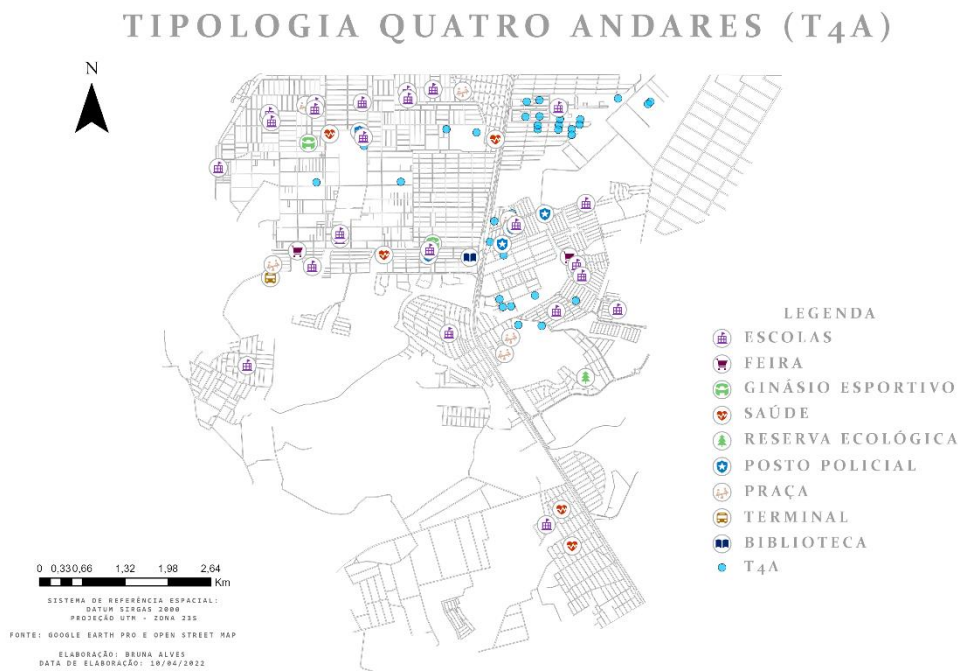 TIPOLOGIA QUATRO ANDARES (T4A)
N
LEGENDA
ESCOLAS
FEIRA
GINÁSIO ESPORTIVO
SAÚDE
RESERVA ECOLÓGICA
POSTO POLICIAL
PRAÇA
TERMINAL
BIBLIOTECA
T4A
0 0,33 0,66 1,32 1,98 2,64
Km
SISTEMA DE REFERÊNCIA ESPACIAL:
DATUM SIRGAS 2000
PROJEÇÃO UTM - ZONA 23S
FONTE: GOOGLE EARTH PRO E OPEN STREET MAP
ELABORAÇÃO: BRUNA ALVES
DATA DE ELABORAÇÃO: 10/04/2022